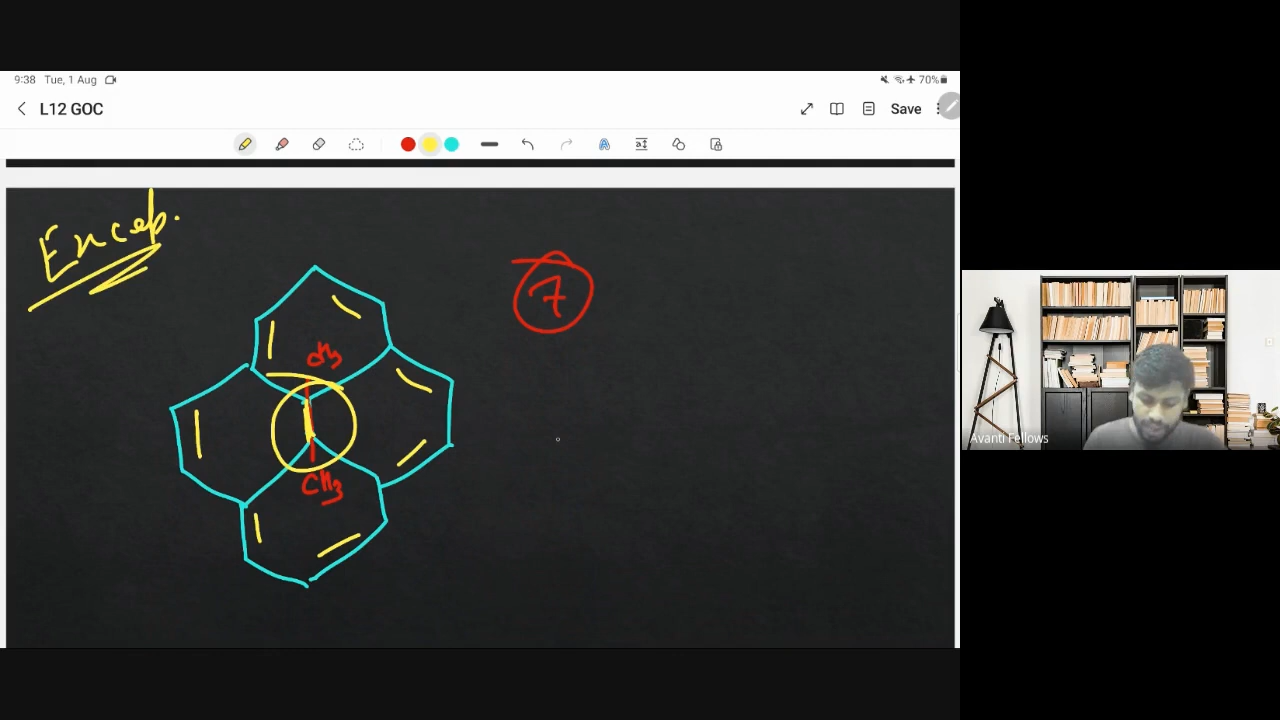 9:38 Tue, 1 Aug
70%
L12 GOC
Save
Excep.
7
CH3
CH3
Avanti Fellows